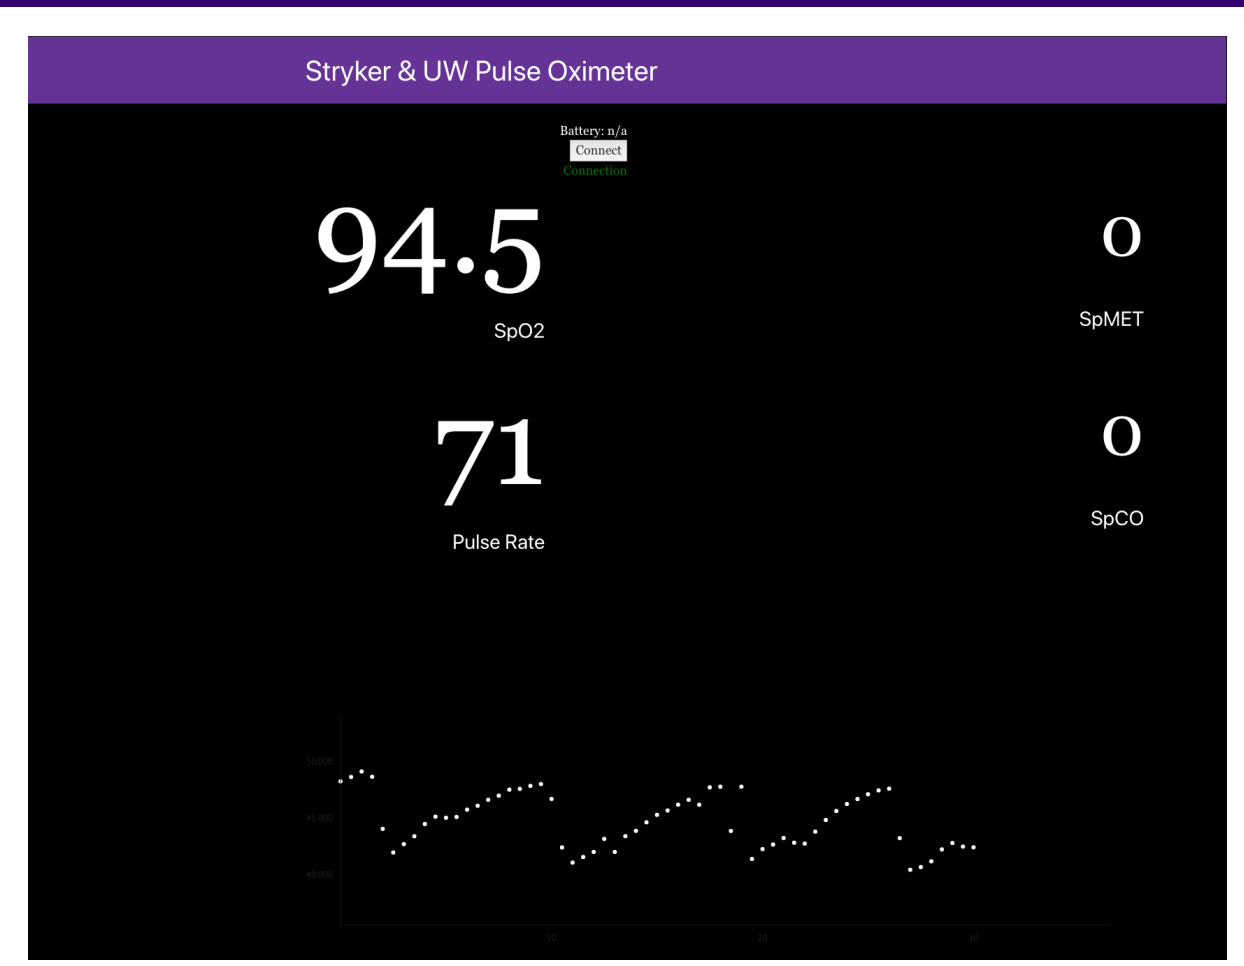 Stryker & UW Pulse Oximeter
Battery: n/a
Connect
Connection
94.5
SpO2
0
SpMET
71
Pulse Rate
0
SpCO
50,000
45,000
40,000
10
20
30